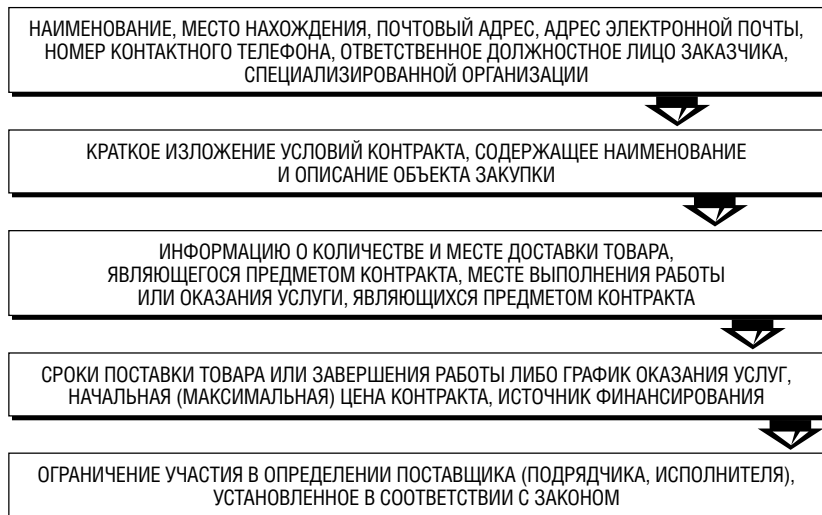 НАИМЕНОВАНИЕ, МЕСТО НАХОЖДЕНИЯ, ПОЧТОВЫЙ АДРЕС, АДРЕС ЭЛЕКТРОННОЙ ПОЧТЫ,
НОМЕР КОНТАКТНОГО ТЕЛЕФОНА, ОТВЕТСТВЕННОЕ ДОЛЖНОСТНОЕ ЛИЦО ЗАКАЗЧИКА,
СПЕЦИАЛИЗИРОВАННОЙ ОРГАНИЗАЦИИ
КРАТКОЕ ИЗЛОЖЕНИЕ УСЛОВИЙ КОНТРАКТА, СОДЕРЖАЩЕЕ НАИМЕНОВАНИЕ
И ОПИСАНИЕ ОБЪЕКТА ЗАКУПКИ
ИНФОРМАЦИЮ О КОЛИЧЕСТВЕ И МЕСТЕ ДОСТАВКИ ТОВАРА,
ЯВЛЯЮЩЕГОСЯ ПРЕДМЕТОМ КОНТРАКТА, МЕСТЕ ВЫПОЛНЕНИЯ РАБОТЫ
ИЛИ ОКАЗАНИЯ УСЛУГИ, ЯВЛЯЮЩИХСЯ ПРЕДМЕТОМ КОНТРАКТА
СРОКИ ПОСТАВКИ ТОВАРА ИЛИ ЗАВЕРШЕНИЯ РАБОТЫ ЛИБО ГРАФИК ОКАЗАНИЯ УСЛУГ,
НАЧАЛЬНАЯ (МАКСИМАЛЬНАЯ) ЦЕНА КОНТРАКТА, ИСТОЧНИК ФИНАНСИРОВАНИЯ
ОГРАНИЧЕНИЕ УЧАСТИЯ В ОПРЕДЕЛЕНИИ ПОСТАВЩИКА (ПОДРЯДЧИКА, ИСПОЛНИТЕЛЯ),
УСТАНОВЛЕННОЕ В СООТВЕТСТВИИ С ЗАКОНОМ